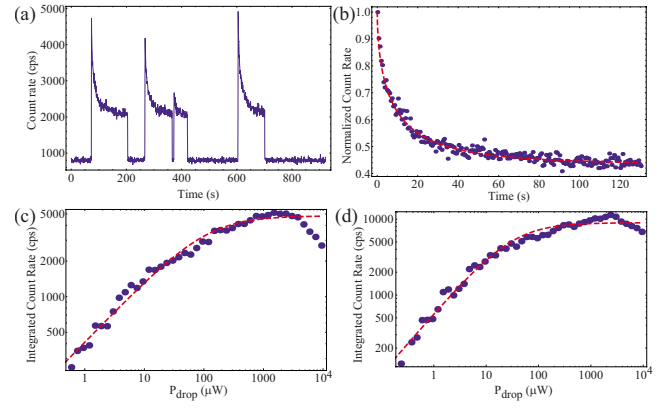 (a)
5000
4000
3000
2000
1000
Count rate (cps)
0 200 400 600 800
Time (s)
(b)
1.0
0.9
0.8
0.7
0.6
0.5
0.4
Normalized Count Rate
0 20 40 60 80 100 120
Time (s)
(c)
5000
1000
500
Integrated Count Rate (cps)
1 10 100 1000 10⁴
P_drop (µW)
(d)
10000
5000
2000
1000
500
200
Integrated Count Rate (cps)
1 10 100 1000 10⁴
P_drop (µW)